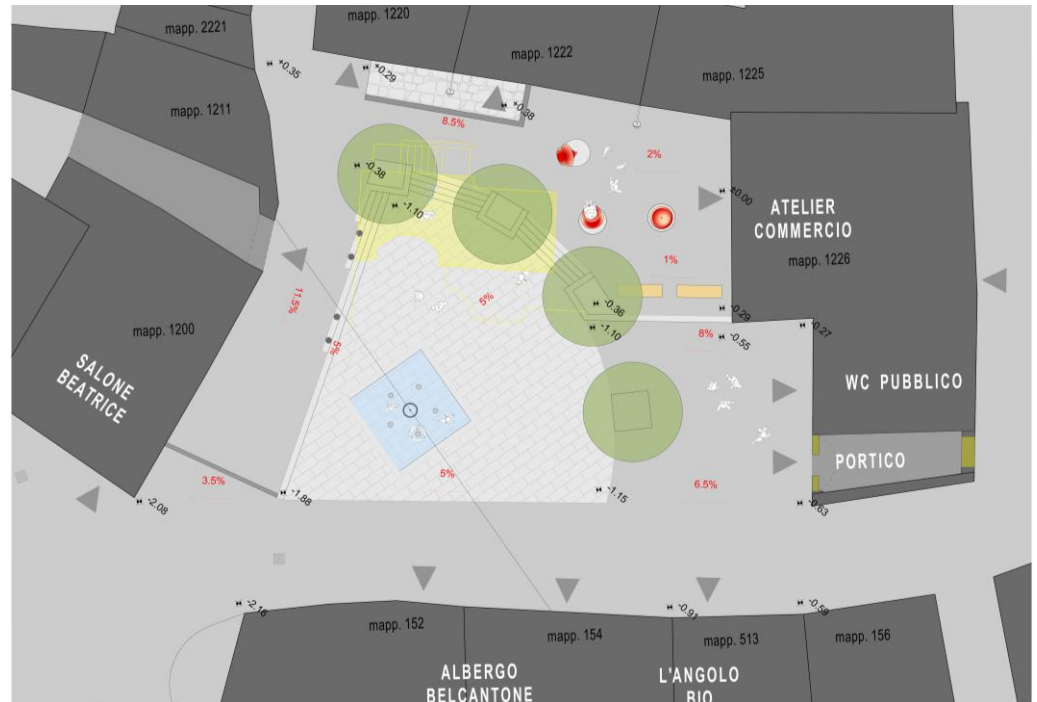 mapp. 1220
mapp. 2221
mapp. 1222
+0.35
+0.29
mapp. 1225
mapp. 1211
+0.38
8.5%
2%
-0.38
±0.00
-1.10
ATELIER
COMMERCIO
mapp. 1226
1%
11.5%
5%
-0.36
-0.29
-1.10
8%
-0.55
-0.27
mapp. 1200
5%
SALONE
BEATRICE
WC PUBBLICO
PORTICO
5%
3.5%
6.5%
-1.88
-1.15
-2.08
-0.63
-2.16
-0.91
-0.59
mapp. 152
mapp. 154
mapp. 513
mapp. 156
ALBERGO
BELCANTONE
L'ANGOLO
BIO